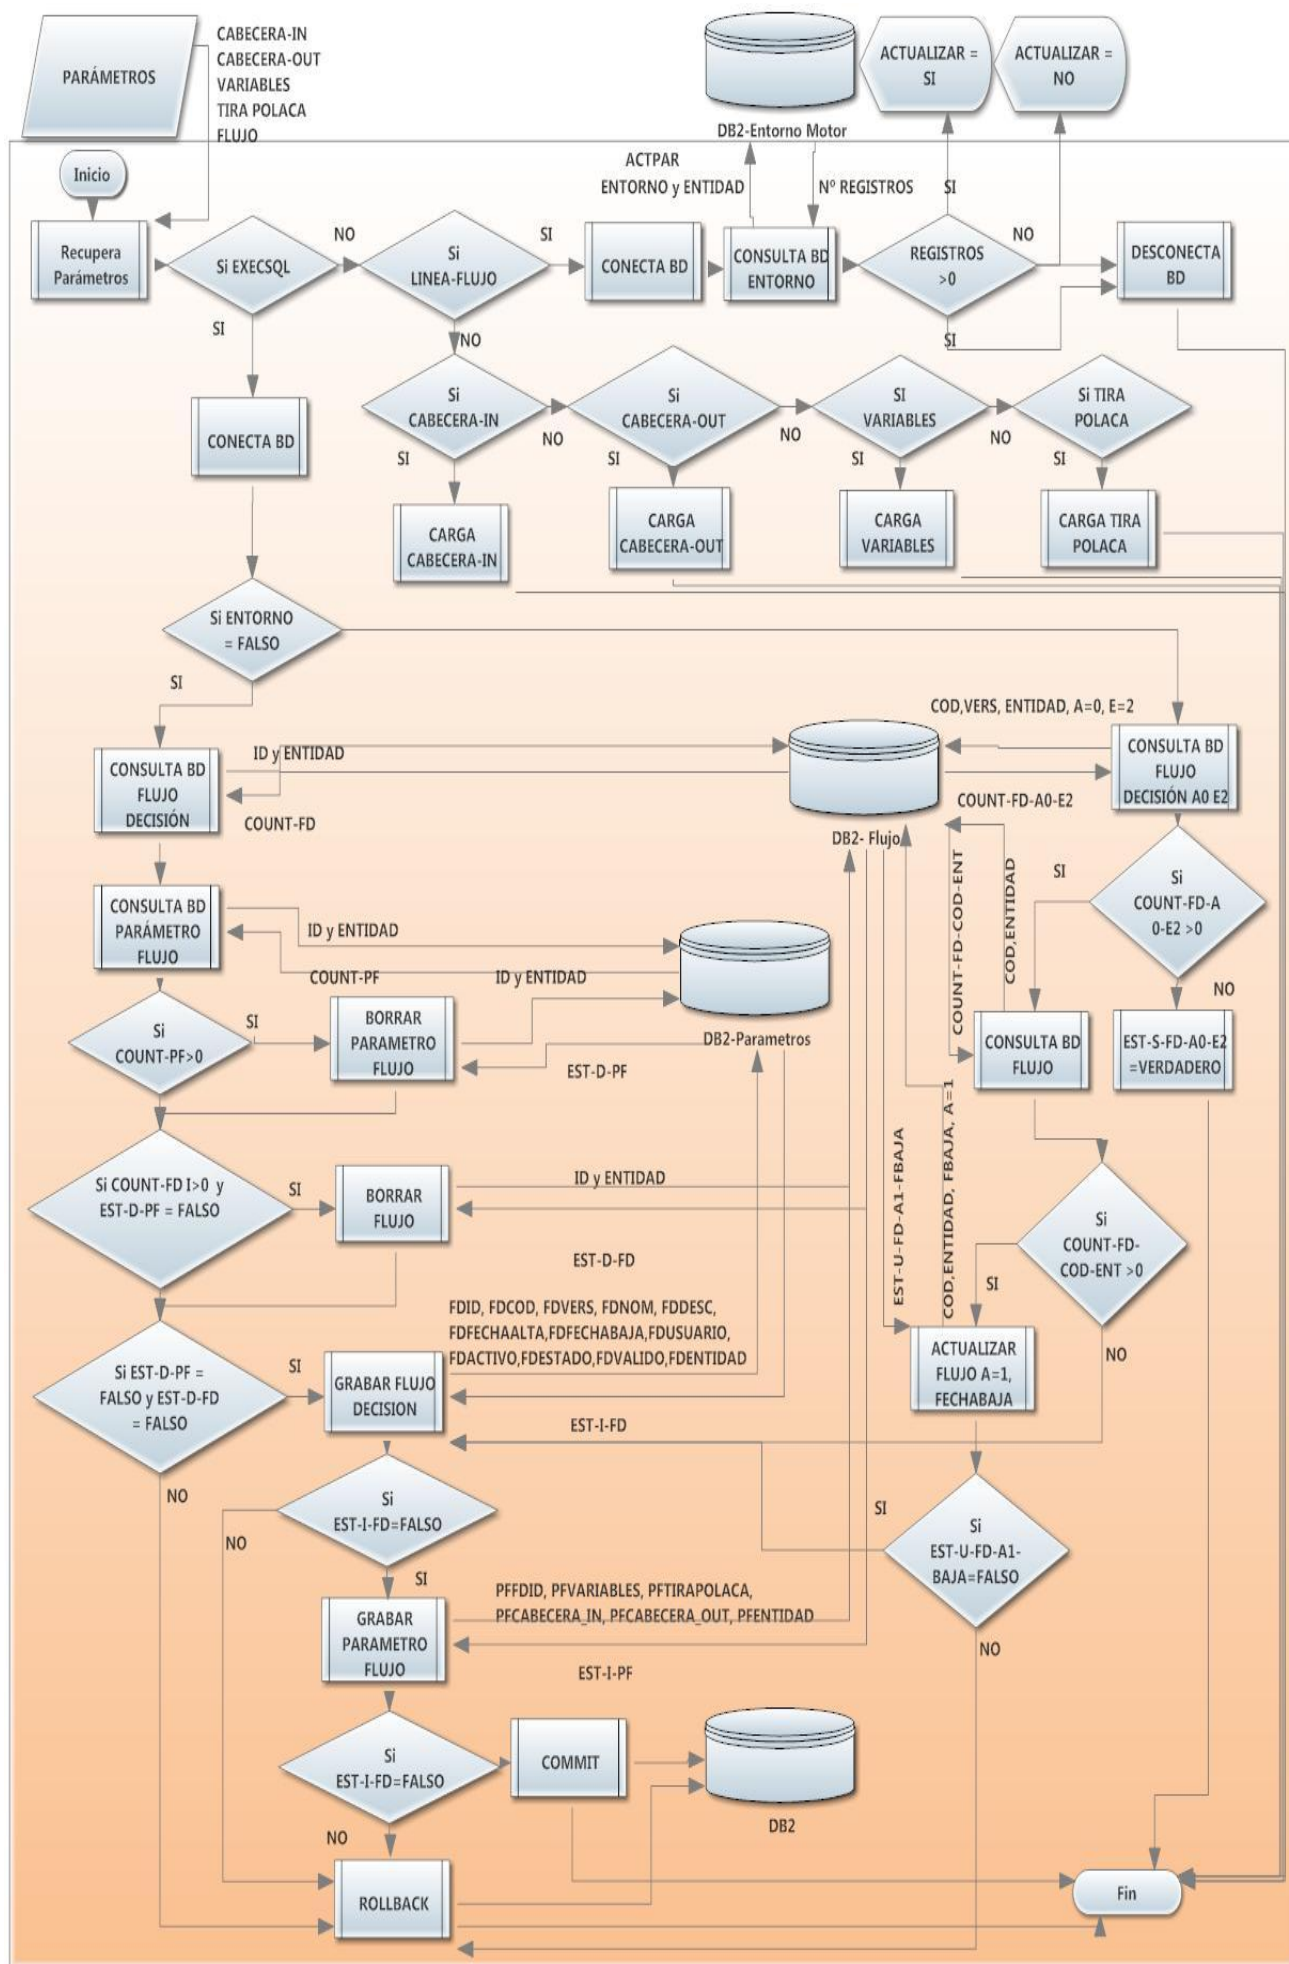 PARÁMETROS
CABECERA-IN
CABECERA-OUT
VARIABLES
TIRA POLACA
FLUJO
DB2-Entorno Motor
ACTUALIZAR =
SI
ACTUALIZAR =
NO
Inicio
Recupera
Parámetros
Si EXECSQL
NO
SI
Si
LINEA-FLUJO
SI
NO
CONECTA BD
ACTPAR
ENTORNO y ENTIDAD
Nº REGISTROS
CONSULTA BD
ENTORNO
SI
REGISTROS
>0
NO
SI
DESCONECTA
BD
CONECTA BD
Si
CABECERA-IN
SI
NO
Si
CABECERA-OUT
SI
NO
SI
VARIABLES
SI
NO
Si TIRA
POLACA
SI
CARGA
CABECERA-IN
CARGA
CABECERA-OUT
CARGA
VARIABLES
CARGA TIRA
POLACA
Si ENTORNO
= FALSO
SI
COD,VERS, ENTIDAD, A=0, E=2
CONSULTA BD
FLUJO
DECISIÓN
ID y ENTIDAD
COUNT-FD
DB2- Flujo
CONSULTA BD
FLUJO
DECISIÓN A0 E2
COUNT-FD-A0-E2
COUNT-FD-COD-ENT
COD,ENTIDAD
SI
Si
COUNT-FD-A
0-E2 >0
NO
CONSULTA BD
PARÁMETRO
FLUJO
ID y ENTIDAD
COUNT-PF
ID y ENTIDAD
DB2-Parametros
Si
COUNT-PF>0
SI
BORRAR
PARAMETRO
FLUJO
EST-D-PF
CONSULTA BD
FLUJO
EST-S-FD-A0-E2
=VERDADERO
EST-U-FD-A1-FBAJA
COD,ENTIDAD, FBAJA, A=1
Si COUNT-FD I>0 y
EST-D-PF = FALSO
SI
BORRAR
FLUJO
ID y ENTIDAD
EST-D-FD
Si
COUNT-FD-
COD-ENT >0
SI
NO
FDID, FDCOD, FDVERS, FDNOM, FDDESC,
FDFECHAALTA,FDFECHABAJA,FDUSUARIO,
FDACTIVO,FDESTADO,FDVALIDO,FDENTIDAD
Si EST-D-PF =
FALSO y EST-D-FD
= FALSO
SI
NO
GRABAR FLUJO
DECISION
EST-I-FD
ACTUALIZAR
FLUJO A=1,
FECHABAJA
Si
EST-I-FD=FALSO
NO
SI
SI
Si
EST-U-FD-A1-
BAJA=FALSO
NO
PFFDID, PFVARIABLES, PFTIRAPOLACA,
PFCABECERA_IN, PFCABECERA_OUT, PFENTIDAD
GRABAR
PARAMETRO
FLUJO
EST-I-PF
Si
EST-I-FD=FALSO
NO
COMMIT
DB2
ROLLBACK
Fin